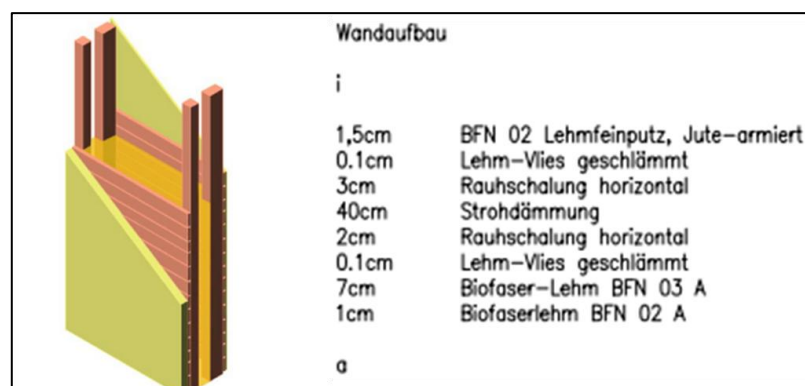 Wandaufbau
i
1,5cm BFN 02 Lehmfeinputz, Jute-armiert
0.1cm Lehm-Vlies geschlämmt
3cm Rauhschalung horizontal
40cm Strohdämmung
2cm Rauhschalung horizontal
0.1cm Lehm-Vlies geschlämmt
7cm Biofaser-Lehm BFN 03 A
1cm Biofaserlehm BFN 02 A
a